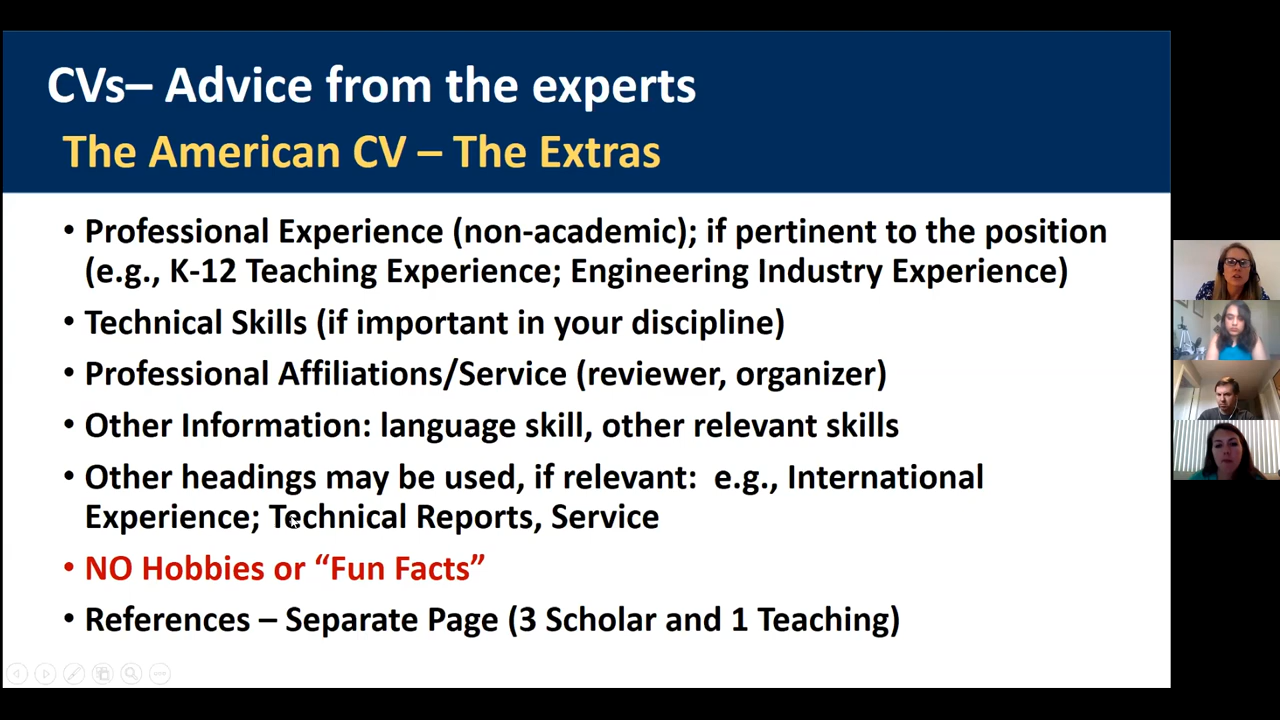 CVs– Advice from the experts
The American CV – The Extras
• Professional Experience (non-academic); if pertinent to the position
(e.g., K-12 Teaching Experience; Engineering Industry Experience)
• Technical Skills (if important in your discipline)
• Professional Affiliations/Service (reviewer, organizer)
• Other Information: language skill, other relevant skills
• Other headings may be used, if relevant:  e.g., International
Experience; Technical Reports, Service
• NO Hobbies or “Fun Facts”
• References – Separate Page (3 Scholar and 1 Teaching)